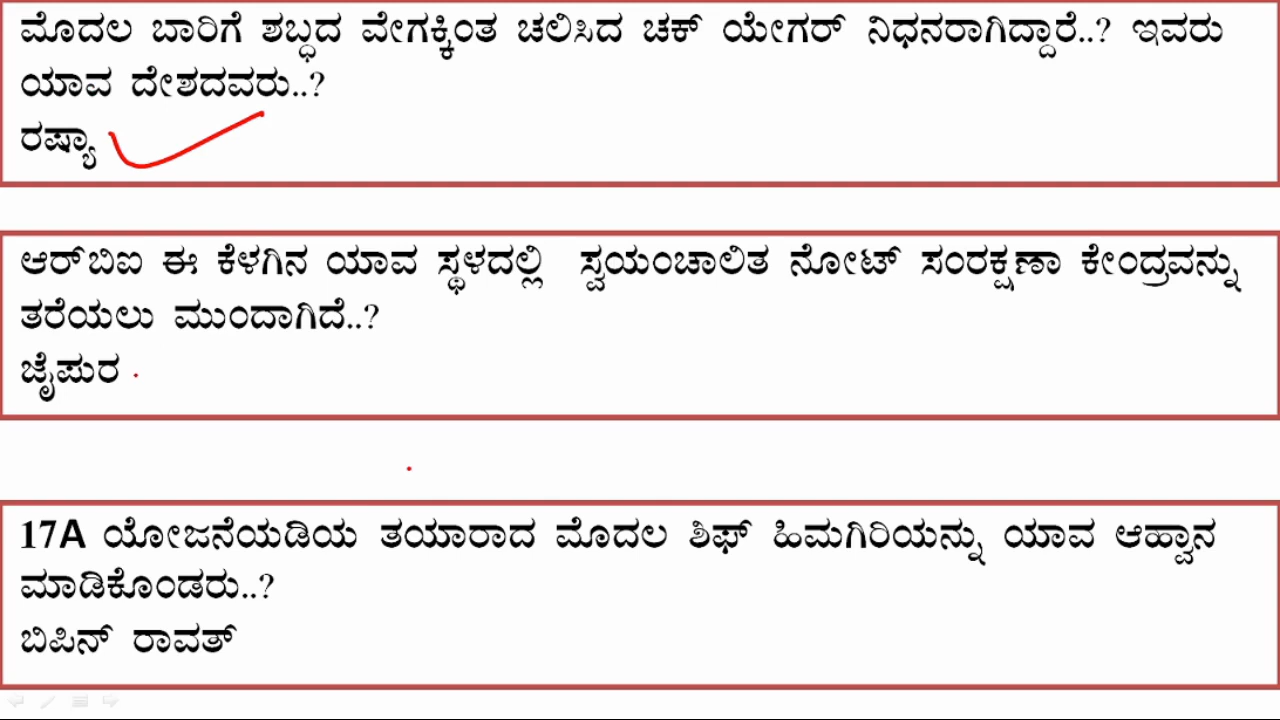 ಮೊದಲ ಬಾರಿಗೆ ಶಬ್ಧದ ವೇಗಕ್ಕಿಂತ ಚಲಿಸಿದ ಚಕ್ ಯೇಗರ್ ನಿಧನರಾಗಿದ್ದಾರೆ..? ಇವರು
ಯಾವ ದೇಶದವರು..?
ರಷ್ಯಾ
ಆರ್‌ಬಿಐ ಈ ಕೆಳಗಿನ ಯಾವ ಸ್ಥಳದಲ್ಲಿ ಸ್ವಯಂಚಾಲಿತ ನೋಟ್ ಸಂರಕ್ಷಣಾ ಕೇಂದ್ರವನ್ನು
ತರೆಯಲು ಮುಂದಾಗಿದೆ..?
ಜೈಪುರ
17A ಯೋಜನೆಯಡಿಯ ತಯಾರಾದ ಮೊದಲ ಶಿಫ್ ಹಿಮಗಿರಿಯನ್ನು ಯಾವ ಆಹ್ವಾನ
ಮಾಡಿಕೊಂಡರು..?
ಬಿಪಿನ್ ರಾವತ್